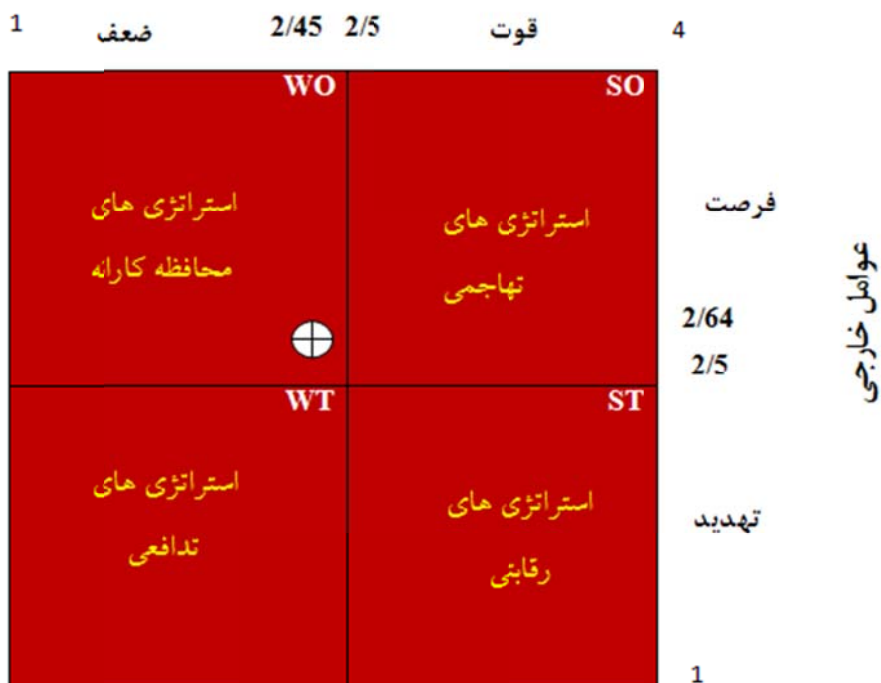 1 ضعف 2/45 2/5 قوت 4
WO
SO
استراتژی های
محافظه کارانه
استراتژی های
تهاجمی
فرصت
2/64
2/5
عوامل خارجی
WT
ST
استراتژی های
تدافعی
استراتژی های
رقابتی
تهدید
1